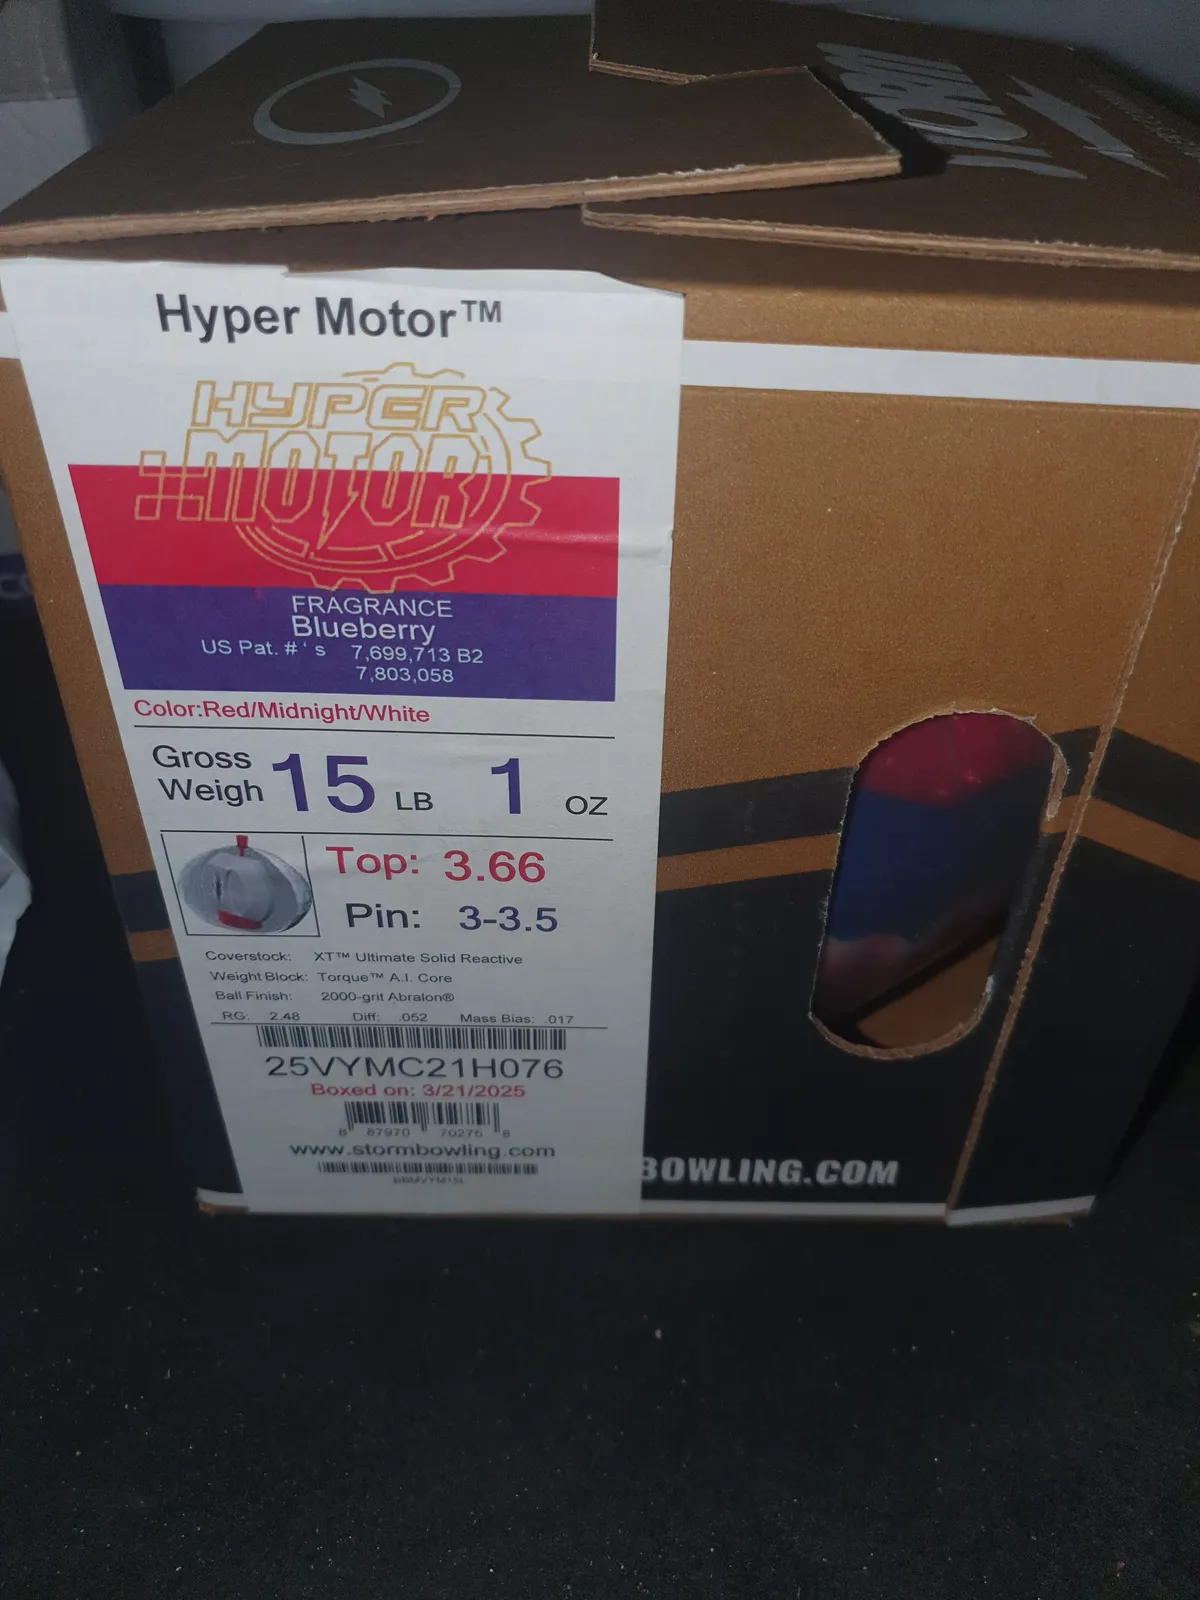 STORM
Hyper Motor™
HYPER
MOTOR
FRAGRANCE
Blueberry
US Pat. #'s 7,699,713 B2
7,803,058
Color:Red/Midnight/White
Gross
Weigh 15 LB 1 OZ
Top: 3.66
Pin: 3-3.5
Coverstock: XT™ Ultimate Solid Reactive
Weight Block: Torque™ A.I. Core
Ball Finish: 2000-grit Abralon®
RG: 2.48 Diff: .052 Mass Bias: .017
25VYMC21H076
Boxed on: 3/21/2025
8 87970 70276 8
www.stormbowling.com
BOWLING.COM